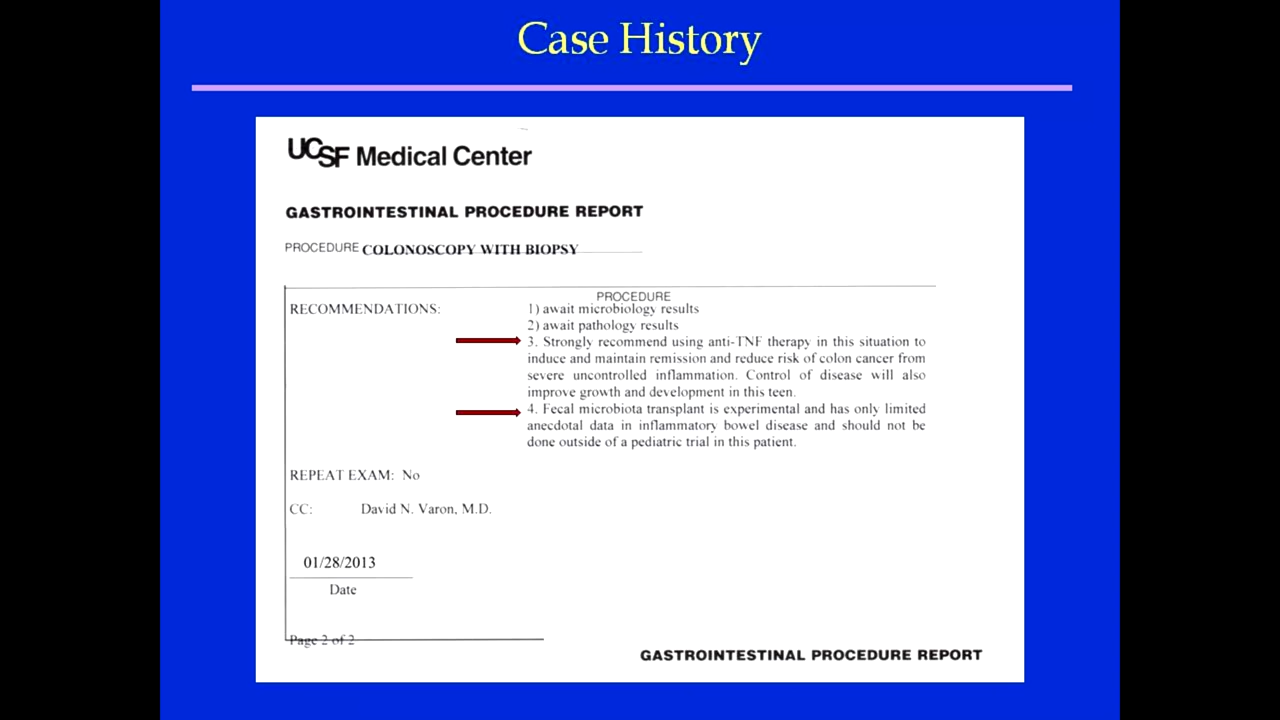 Case History
UCSF Medical Center
GASTROINTESTINAL PROCEDURE REPORT
PROCEDURE COLONOSCOPY WITH BIOPSY
PROCEDURE
RECOMMENDATIONS: 1) await microbiology results
2) await pathology results
3. Strongly recommend using anti-TNF therapy in this situation to
induce and maintain remission and reduce risk of colon cancer from
severe uncontrolled inflammation. Control of disease will also
improve growth and development in this teen.
4. Fecal microbiota transplant is experimental and has only limited
anecdotal data in inflammatory bowel disease and should not be
done outside of a pediatric trial in this patient.
REPEAT EXAM: No
CC: David N. Varon, M.D.
01/28/2013
Date
Page 2 of 2
GASTROINTESTINAL PROCEDURE REPORT